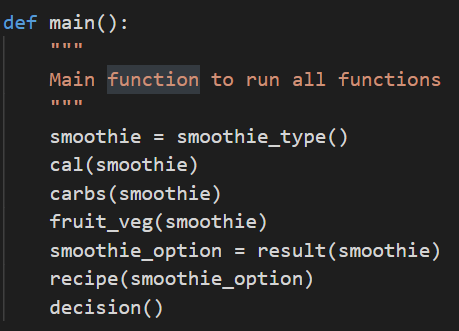 def main():
    """
    Main function to run all functions
    """
    smoothie = smoothie_type()
    cal(smoothie)
    carbs(smoothie)
    fruit_veg(smoothie)
    smoothie_option = result(smoothie)
    recipe(smoothie_option)
    decision()